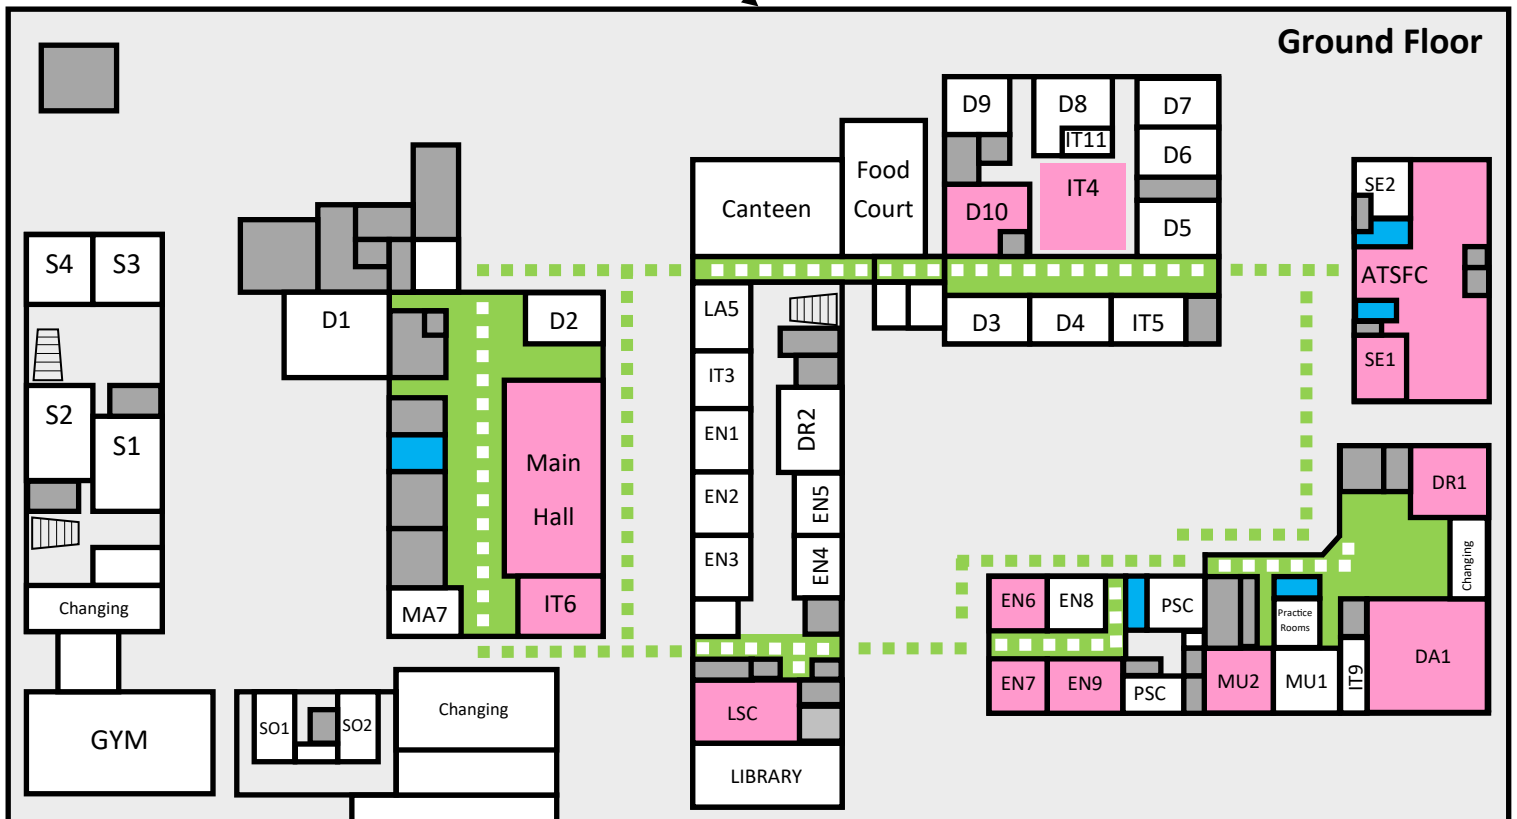 Ground Floor
D9
D8
D7
IT11
D6
Food
Court
Canteen
D10
IT4
D5
SE2
S4
S3
ATSFC
LA5
D1
D2
D3
D4
IT5
IT3
SE1
S2
S1
EN1
DR2
Main
Hall
DR1
EN2
EN5
EN3
EN4
Changing
Changing
MA7
IT6
EN6
EN8
PSC
Practice
Rooms
EN7
EN9
PSC
MU2
MU1
IT9
DA1
GYM
SO1
SO2
Changing
LSC
LIBRARY